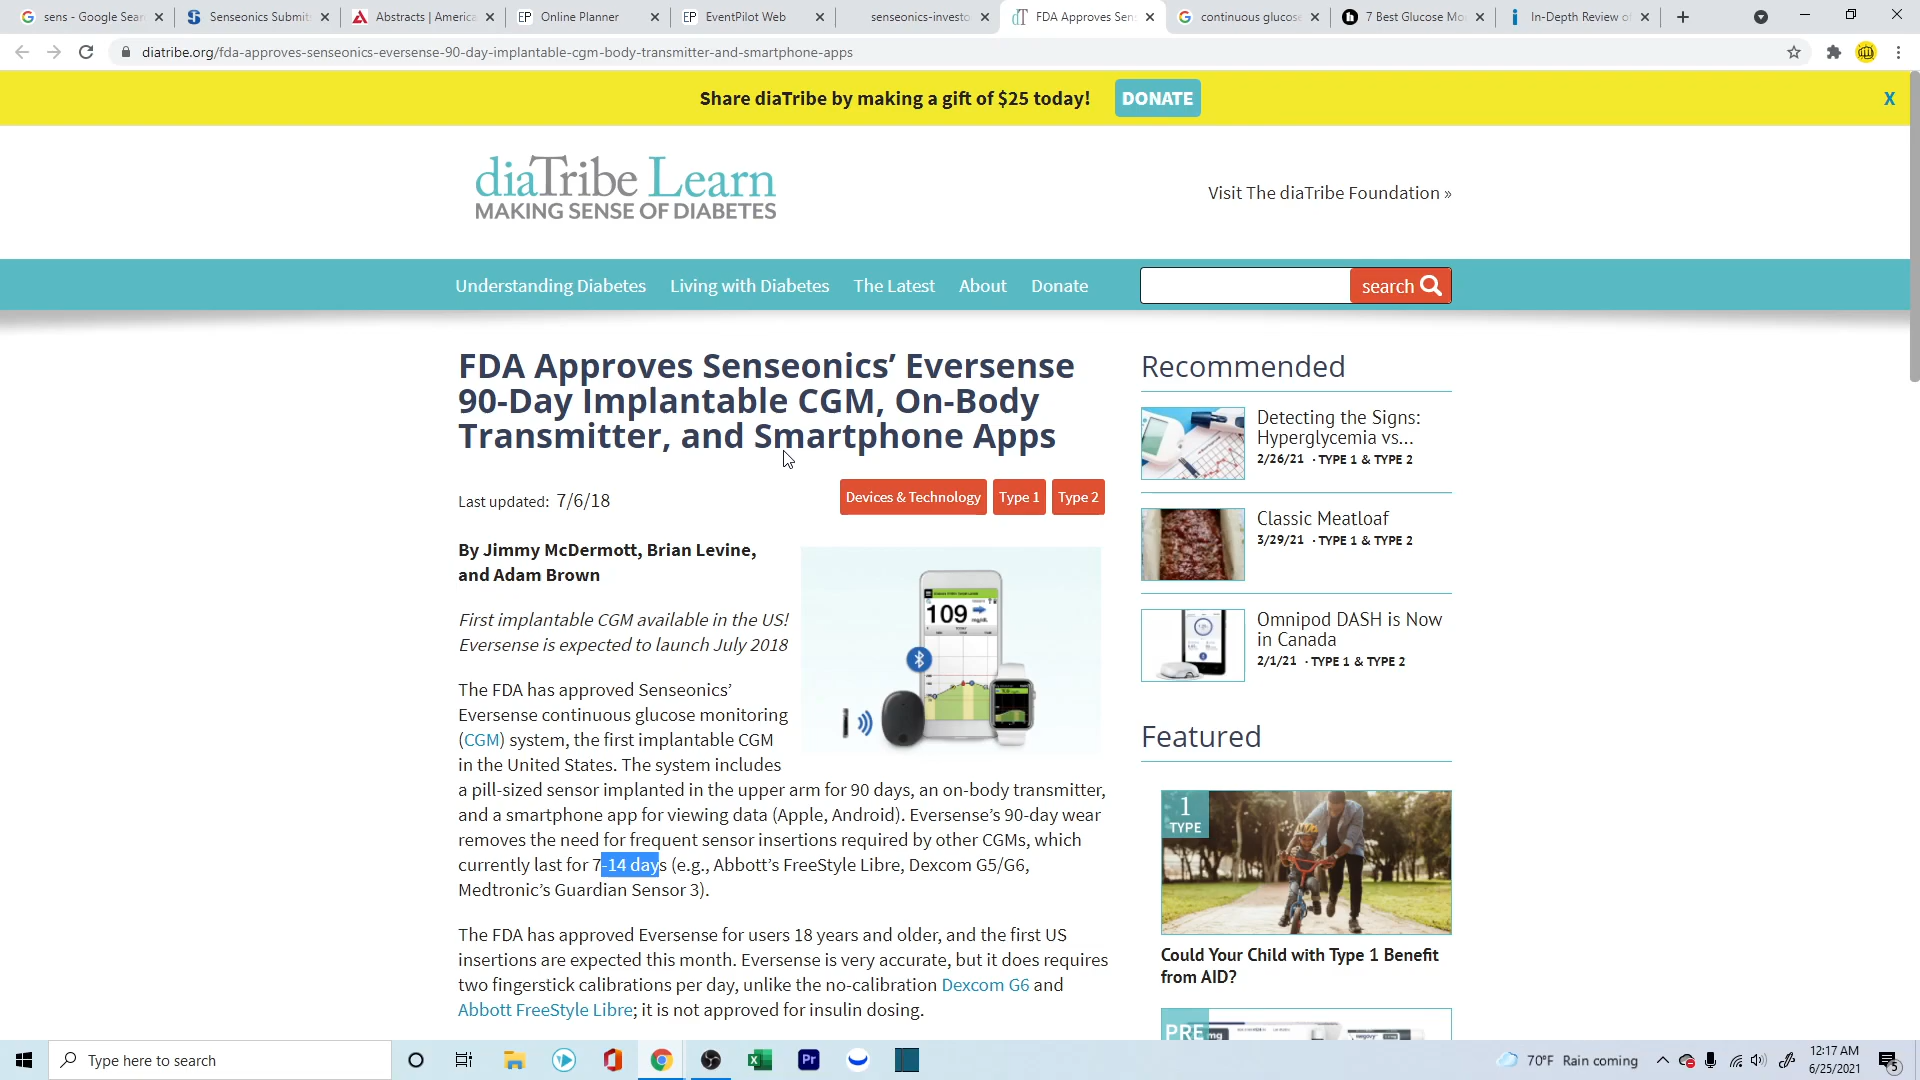 sens - Google Sear
Senseonics Submit
Abstracts | America
EP Online Planner
EP EventPilot Web
senseonics-investo
dT FDA Approves Sens
continuous glucose
7 Best Glucose Mo
In-Depth Review of
diatribe.org/fda-approves-senseonics-eversense-90-day-implantable-cgm-body-transmitter-and-smartphone-apps
Share diaTribe by making a gift of $25 today!
DONATE
X
diaTribe Learn
MAKING SENSE OF DIABETES
Visit The diaTribe Foundation »
Understanding Diabetes
Living with Diabetes
The Latest
About
Donate
search
FDA Approves Senseonics’ Eversense
90-Day Implantable CGM, On-Body
Transmitter, and Smartphone Apps
Last updated: 7/6/18
Devices & Technology
Type 1
Type 2
By Jimmy McDermott, Brian Levine,
and Adam Brown
First implantable CGM available in the US!
Eversense is expected to launch July 2018
109
mg/dL
The FDA has approved Senseonics’
Eversense continuous glucose monitoring
(CGM) system, the first implantable CGM
in the United States. The system includes
a pill-sized sensor implanted in the upper arm for 90 days, an on-body transmitter,
and a smartphone app for viewing data (Apple, Android). Eversense’s 90-day wear
removes the need for frequent sensor insertions required by other CGMs, which
currently last for 7-14 days (e.g., Abbott’s FreeStyle Libre, Dexcom G5/G6,
Medtronic’s Guardian Sensor 3).
The FDA has approved Eversense for users 18 years and older, and the first US
insertions are expected this month. Eversense is very accurate, but it does requires
two fingerstick calibrations per day, unlike the no-calibration Dexcom G6 and
Abbott FreeStyle Libre; it is not approved for insulin dosing.
Recommended
Detecting the Signs:
Hyperglycemia vs...
2/26/21 · TYPE 1 & TYPE 2
Classic Meatloaf
3/29/21 · TYPE 1 & TYPE 2
Omnipod DASH is Now
in Canada
2/1/21 · TYPE 1 & TYPE 2
Featured
1
TYPE
Could Your Child with Type 1 Benefit
from AID?
PRE
Type here to search
Pr
70°F Rain coming
12:17 AM
6/25/2021
5